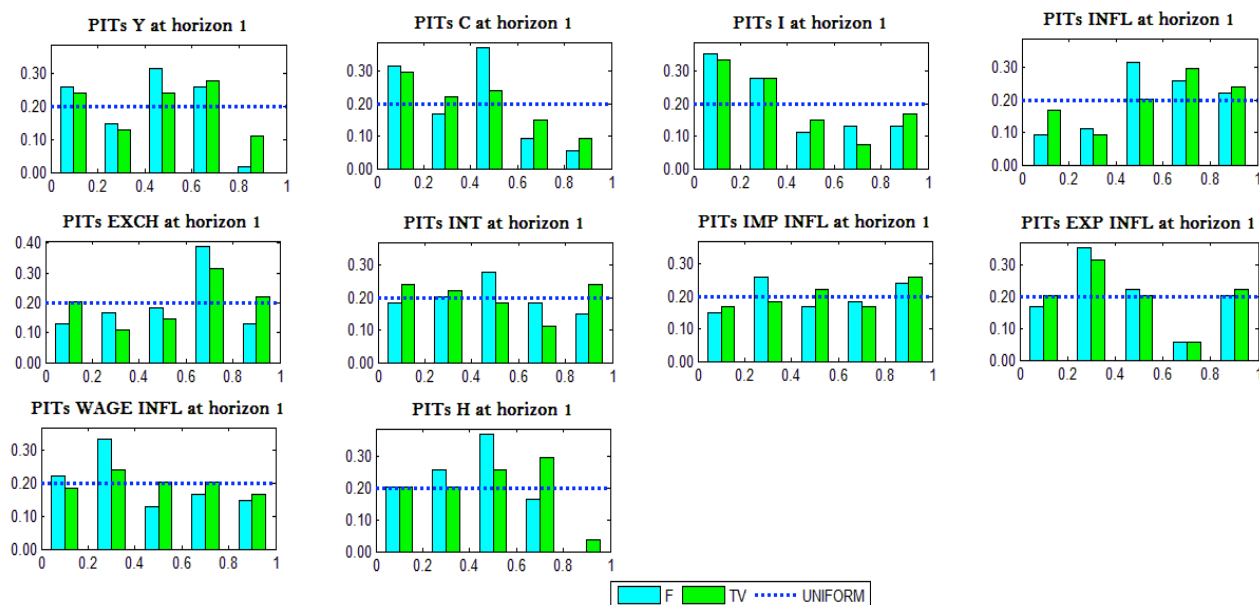 PITs Y at horizon 1
0.30
0.20
0.10
0.00
0 0.2 0.4 0.6 0.8 1
PITs C at horizon 1
0.30
0.20
0.10
0.00
0 0.2 0.4 0.6 0.8 1
PITs I at horizon 1
0.30
0.20
0.10
0.00
0 0.2 0.4 0.6 0.8 1
PITs INFL at horizon 1
0.30
0.20
0.10
0.00
0 0.2 0.4 0.6 0.8 1
PITs EXCH at horizon 1
0.40
0.30
0.20
0.10
0.00
0 0.2 0.4 0.6 0.8 1
PITs INT at horizon 1
0.30
0.20
0.10
0.00
0 0.2 0.4 0.6 0.8 1
PITs IMP INFL at horizon 1
0.30
0.20
0.10
0.00
0 0.2 0.4 0.6 0.8 1
PITs EXP INFL at horizon 1
0.30
0.20
0.10
0.00
0 0.2 0.4 0.6 0.8 1
PITs WAGE INFL at horizon 1
0.30
0.20
0.10
0.00
0 0.2 0.4 0.6 0.8 1
PITs H at horizon 1
0.30
0.20
0.10
0.00
0 0.2 0.4 0.6 0.8 1
F TV UNIFORM